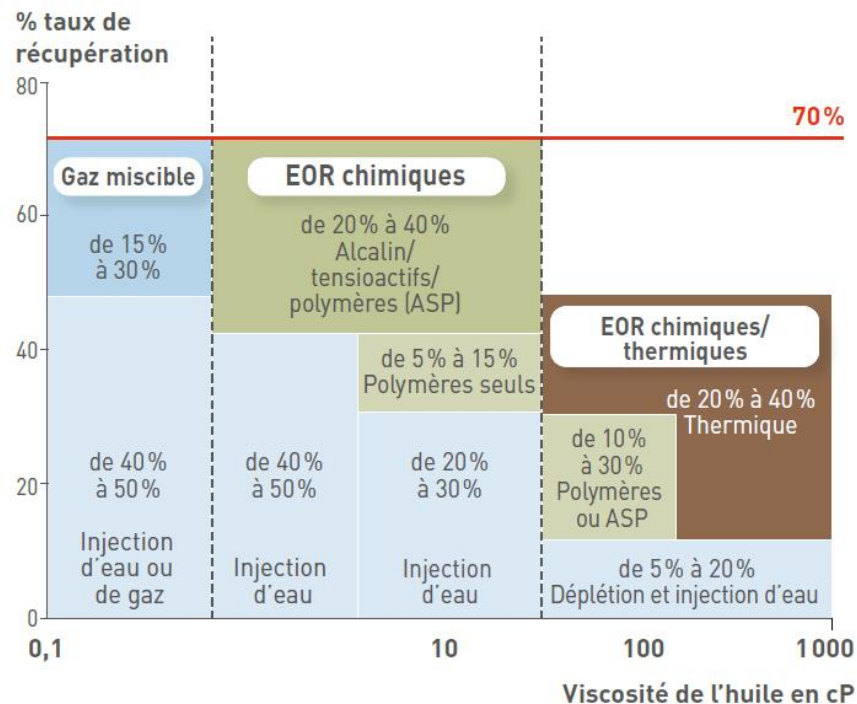 % taux de
récupération
80
70 %
Gaz miscible
EOR chimiques
60
de 15 %
à 30 %
de 20 % à 40 %
Alcalin/
tensioactifs/
polymères (ASP)
EOR chimiques/
thermiques
40
de 5 % à 15 %
Polymères seuls
de 20 % à 40 %
Thermique
de 40 %
à 50 %
Injection
d'eau ou
de gaz
de 40 %
à 50 %
Injection
d'eau
de 20 %
à 30 %
Injection
d'eau
de 10 %
à 30 %
Polymères
ou ASP
20
de 5 % à 20 %
Déplétion et injection d'eau
0
0,1
10
100
1 000
Viscosité de l'huile en cP